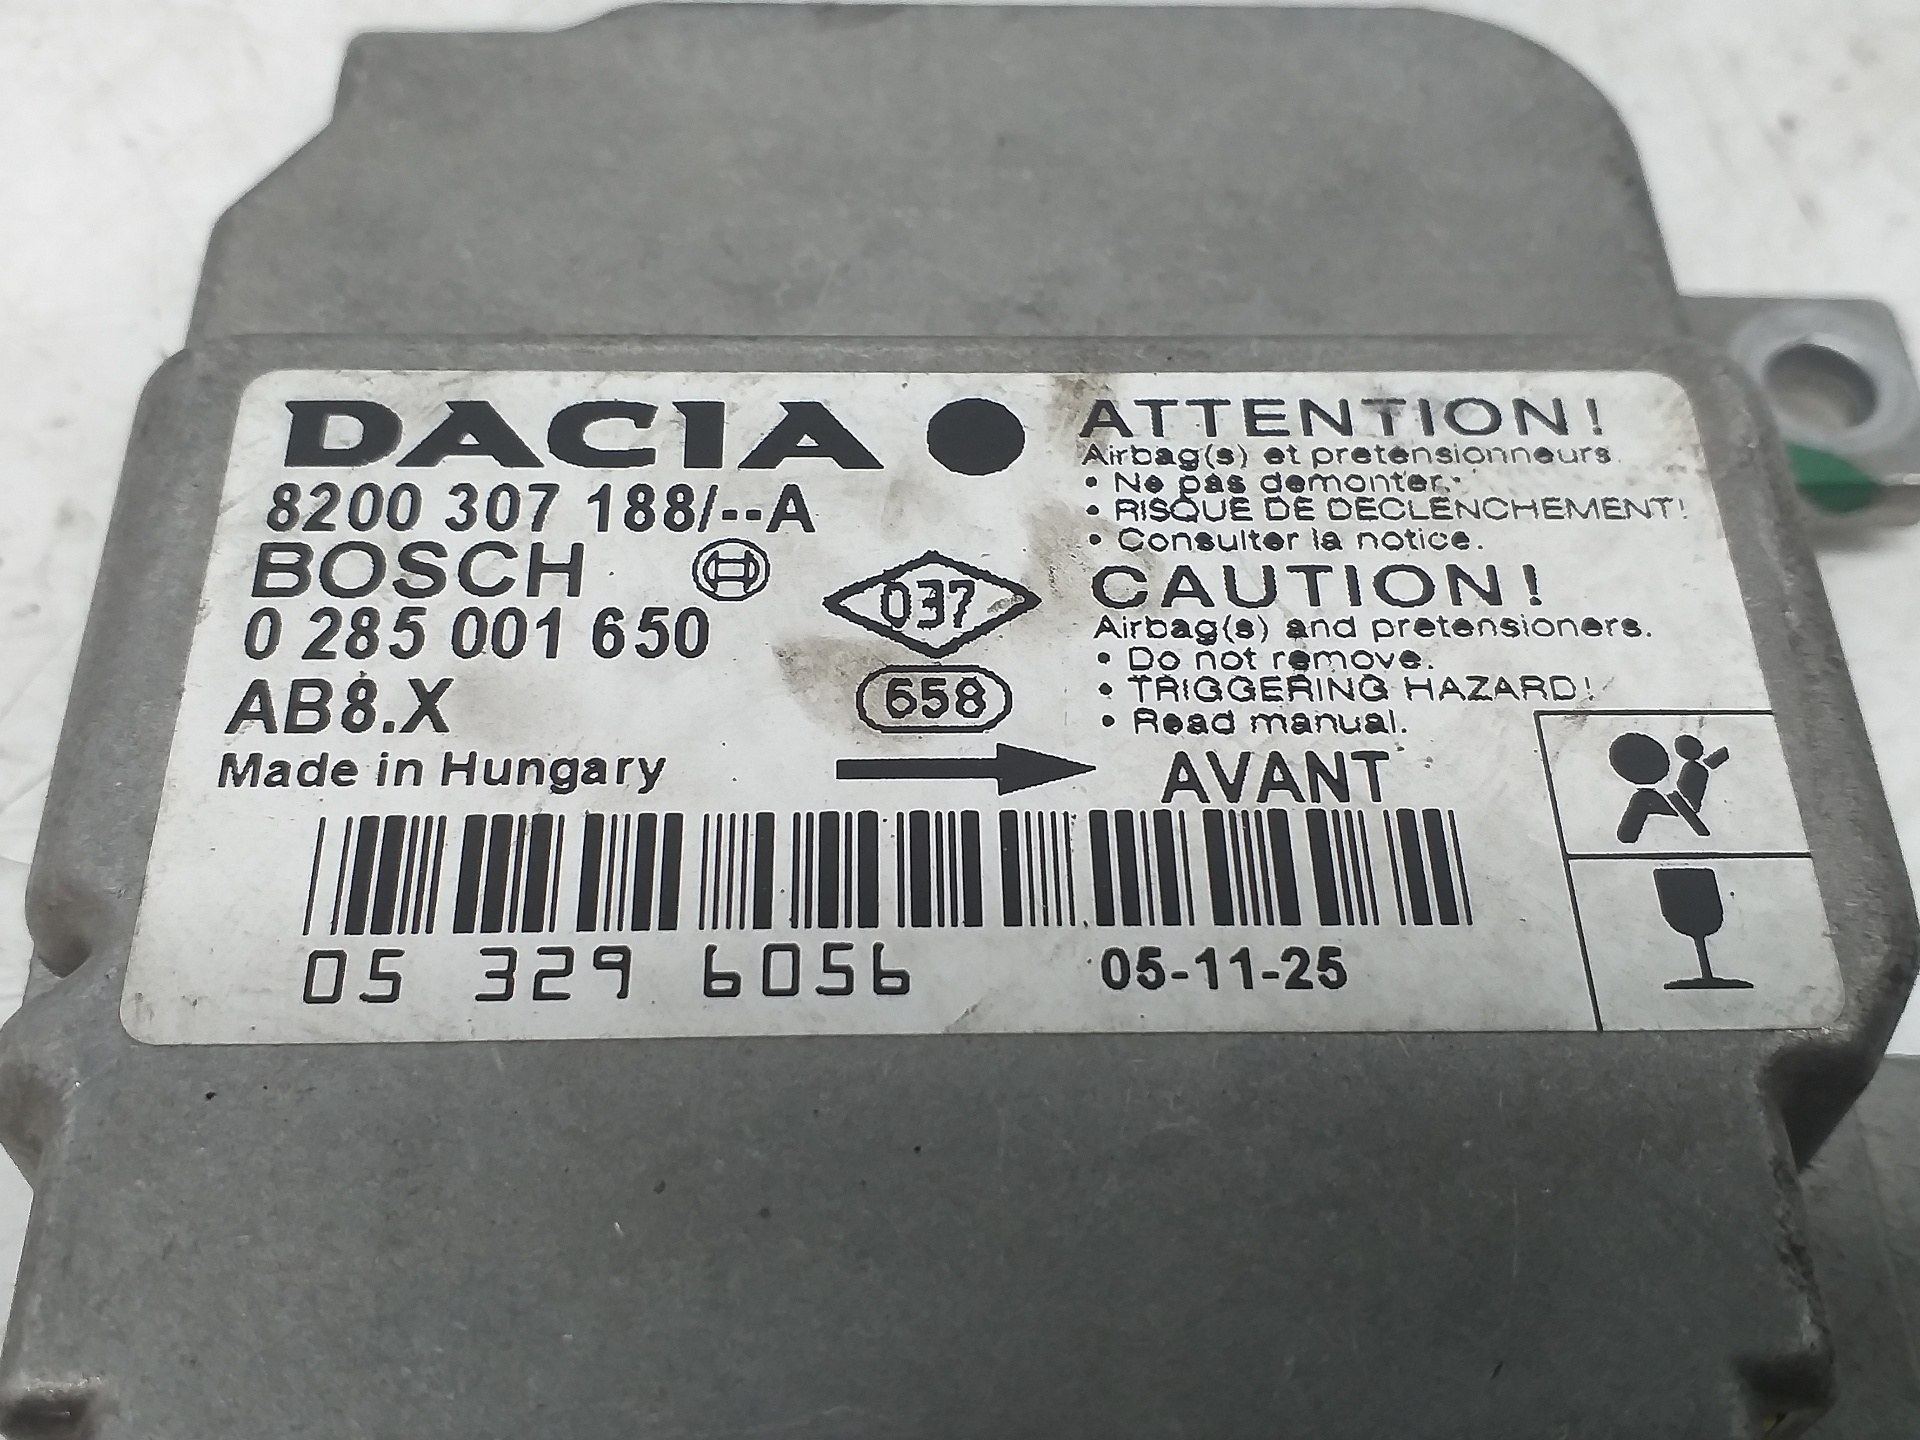 DACIA
8200 307 188/--A
BOSCH
0 285 001 650
AB8.X
Made in Hungary
037
658
ATTENTION!
Airbag(s) et pretensionneurs.
• Ne pas demonter.
• RISQUE DE DECLENCHEMENT!
• Consulter la notice.
CAUTION!
Airbag(s) and pretensioners.
• Do not remove.
• TRIGGERING HAZARD!
• Read manual.
AVANT
05 329 6056
05-11-25